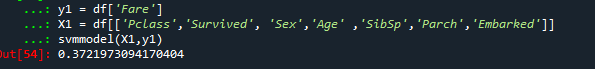 ...: y1 = df['Fare']
...: X1 = df[['Pclass','Survived', 'Sex','Age' ,'SibSp','Parch','Embarked']]
...: svmmodel(X1,y1)
Out[54]: 0.3721973094170404